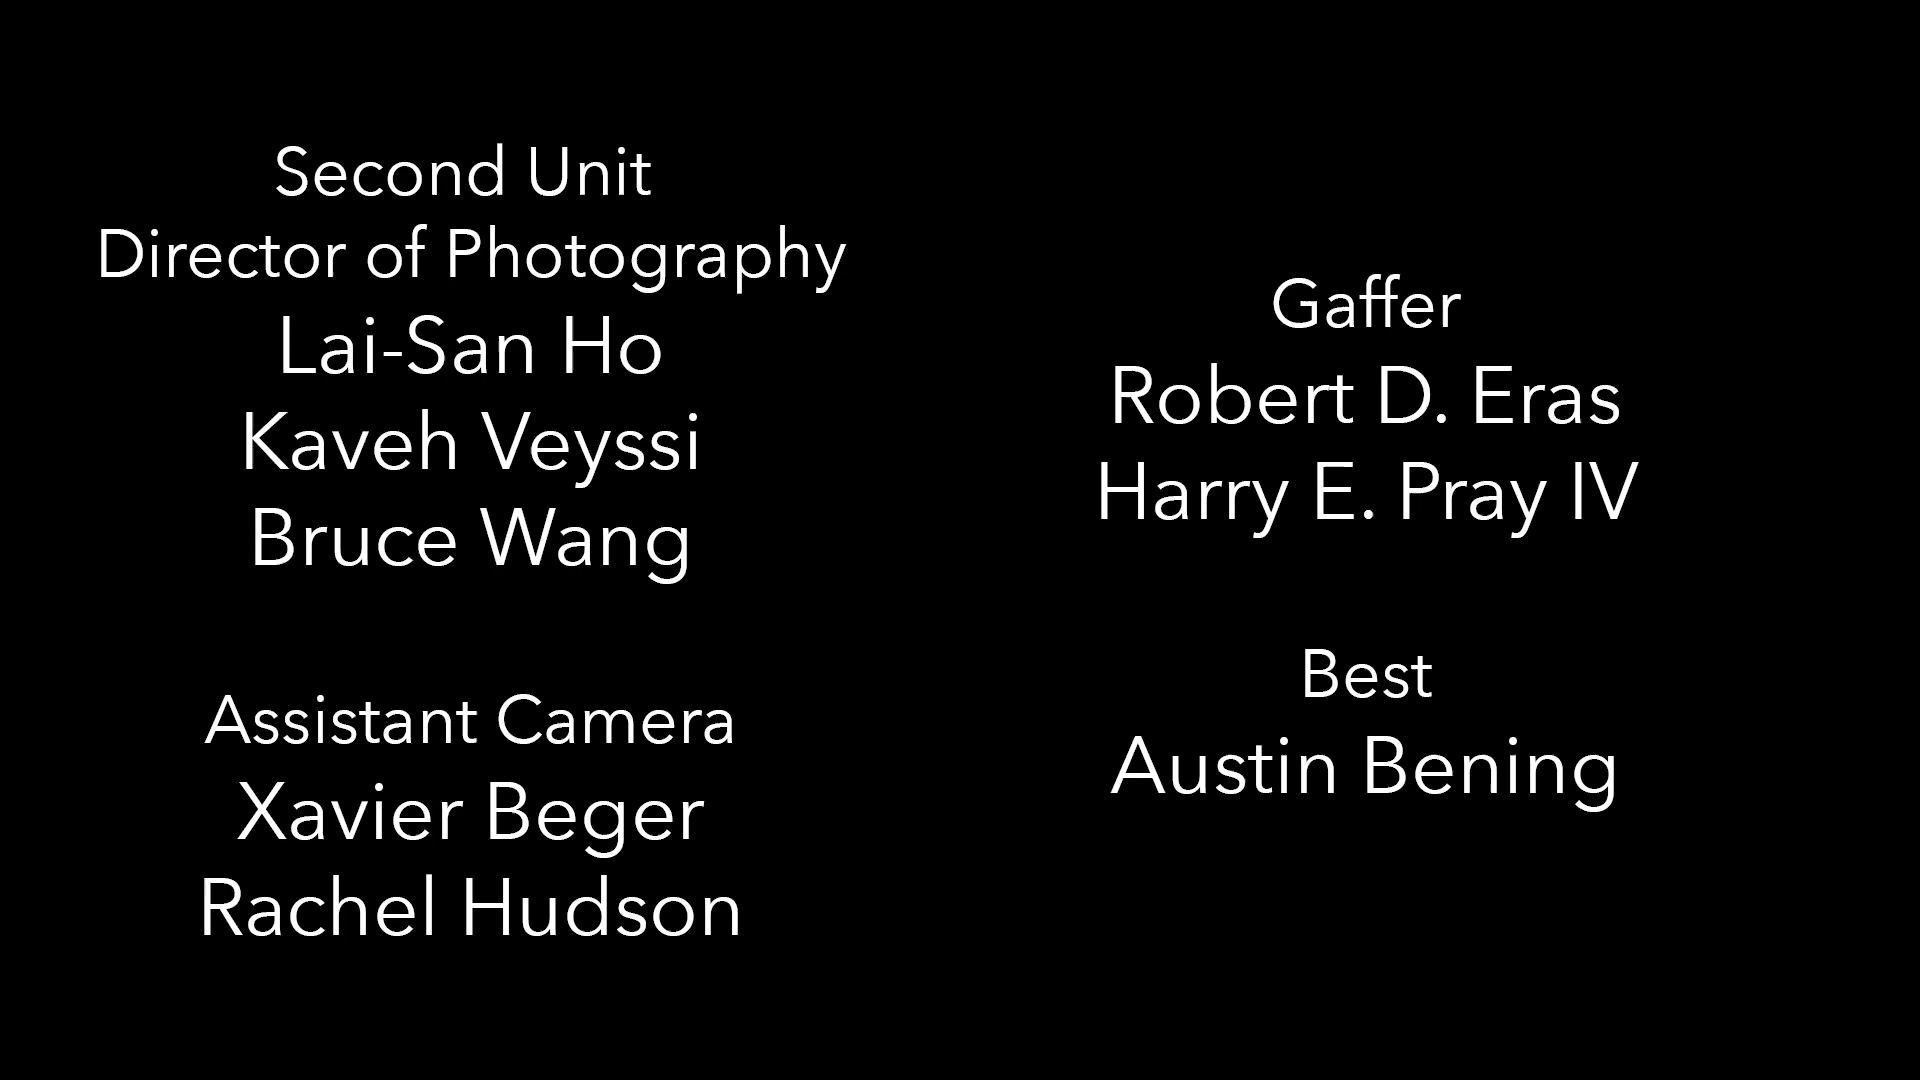 Second Unit
Director of Photography
Lai-San Ho
Kaveh Veyssi
Bruce Wang
Assistant Camera
Xavier Beger
Rachel Hudson
Gaffer
Robert D. Eras
Harry E. Pray IV
Best
Austin Bening